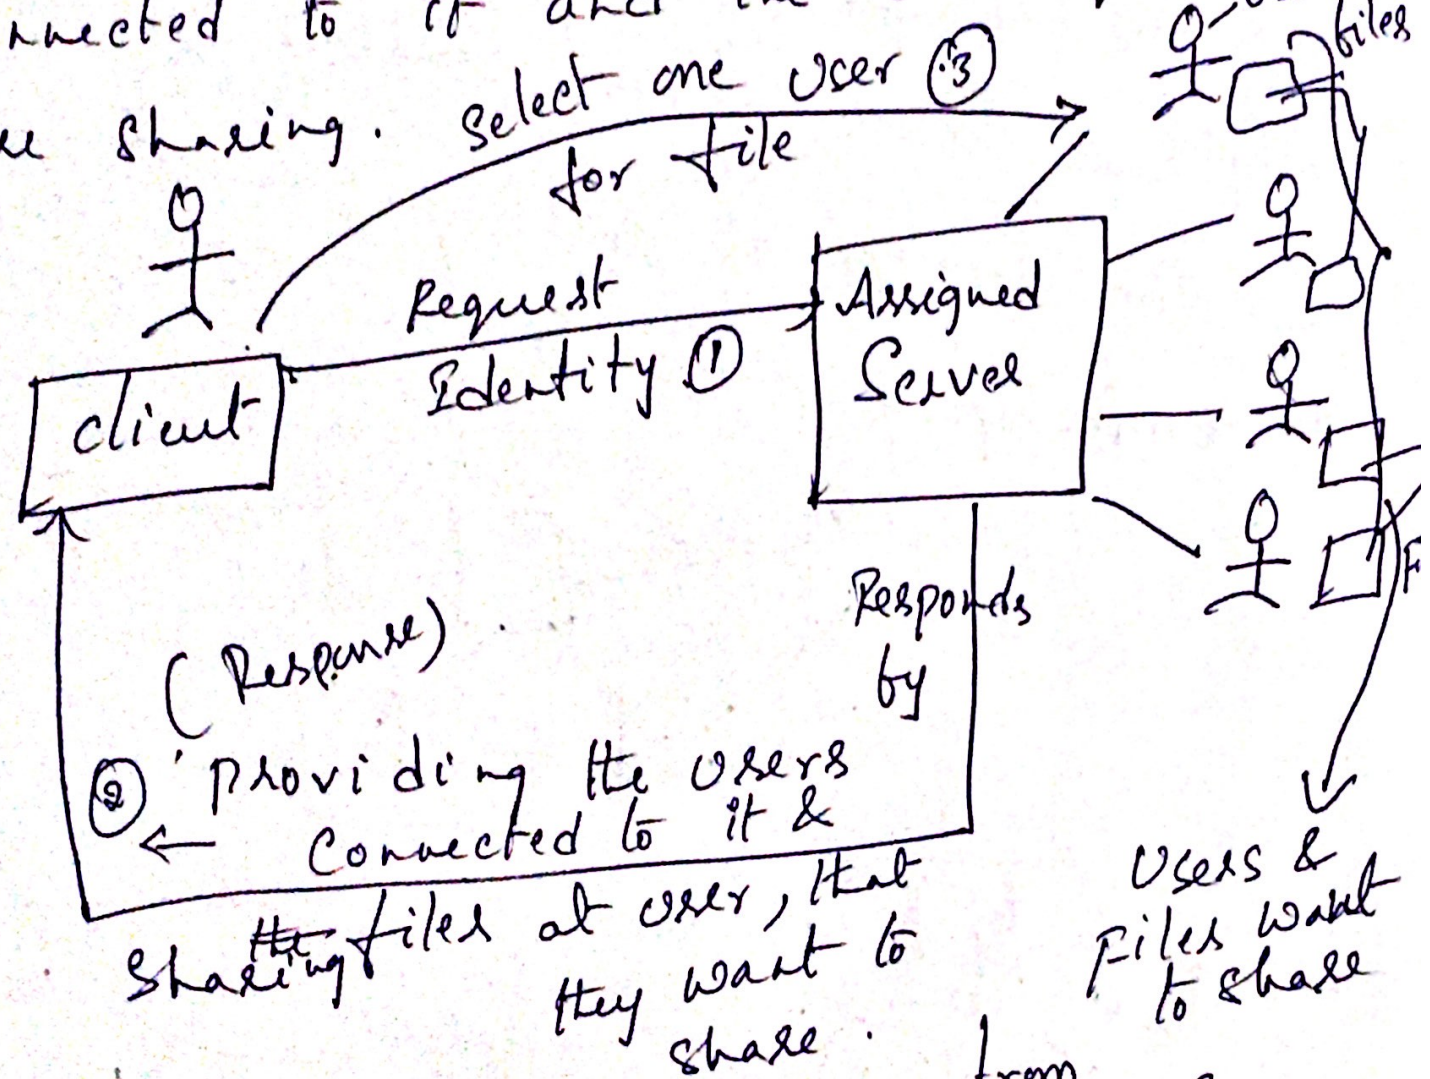 to it and
Sharing.
Select one User ③
for file
files
Request
Identity ①
Assigned
Server
client
Responds
by
(Response)
② Providing the users
Connected to it &
Sharing files at user, that
they want to
share.
Users &
Files want
to share
from